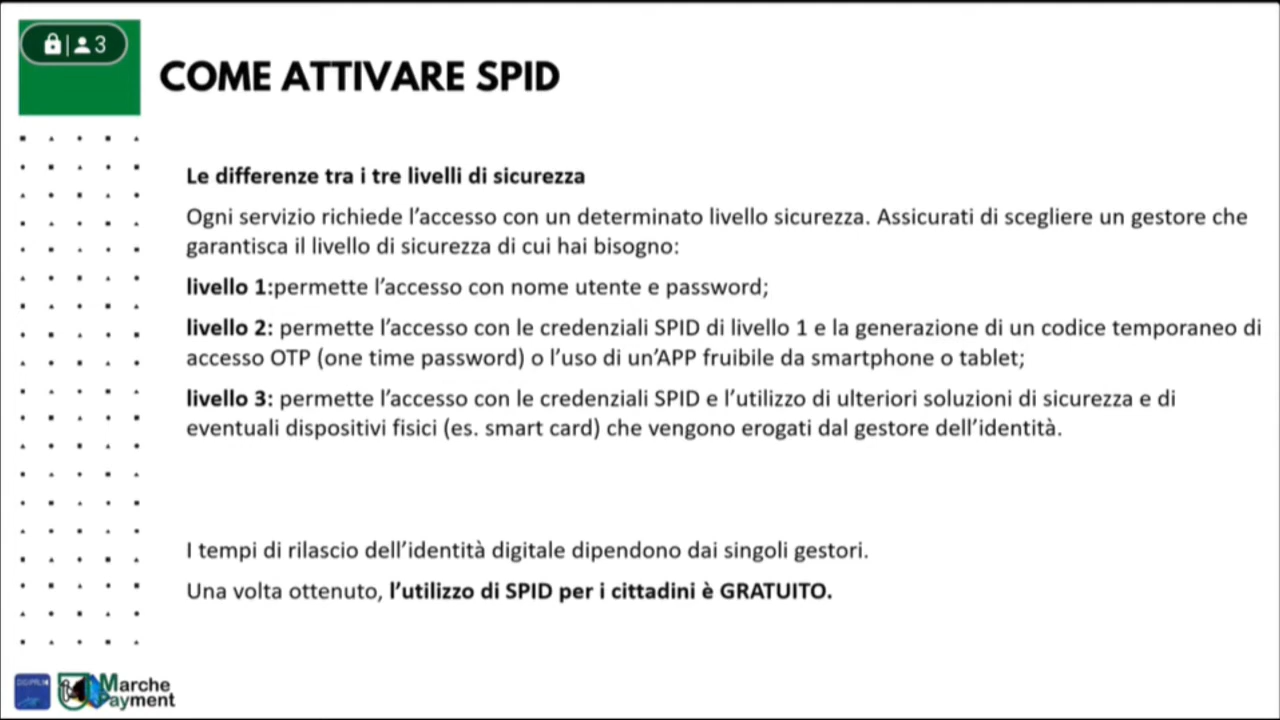 3
COME ATTIVARE SPID
Le differenze tra i tre livelli di sicurezza
Ogni servizio richiede l’accesso con un determinato livello sicurezza. Assicurati di scegliere un gestore che
garantisca il livello di sicurezza di cui hai bisogno:
livello 1:permette l’accesso con nome utente e password;
livello 2: permette l’accesso con le credenziali SPID di livello 1 e la generazione di un codice temporaneo di
accesso OTP (one time password) o l’uso di un’APP fruibile da smartphone o tablet;
livello 3: permette l’accesso con le credenziali SPID e l’utilizzo di ulteriori soluzioni di sicurezza e di
eventuali dispositivi fisici (es. smart card) che vengono erogati dal gestore dell’identità.
I tempi di rilascio dell’identità digitale dipendono dai singoli gestori.
Una volta ottenuto, l’utilizzo di SPID per i cittadini è GRATUITO.
Marche
Payment